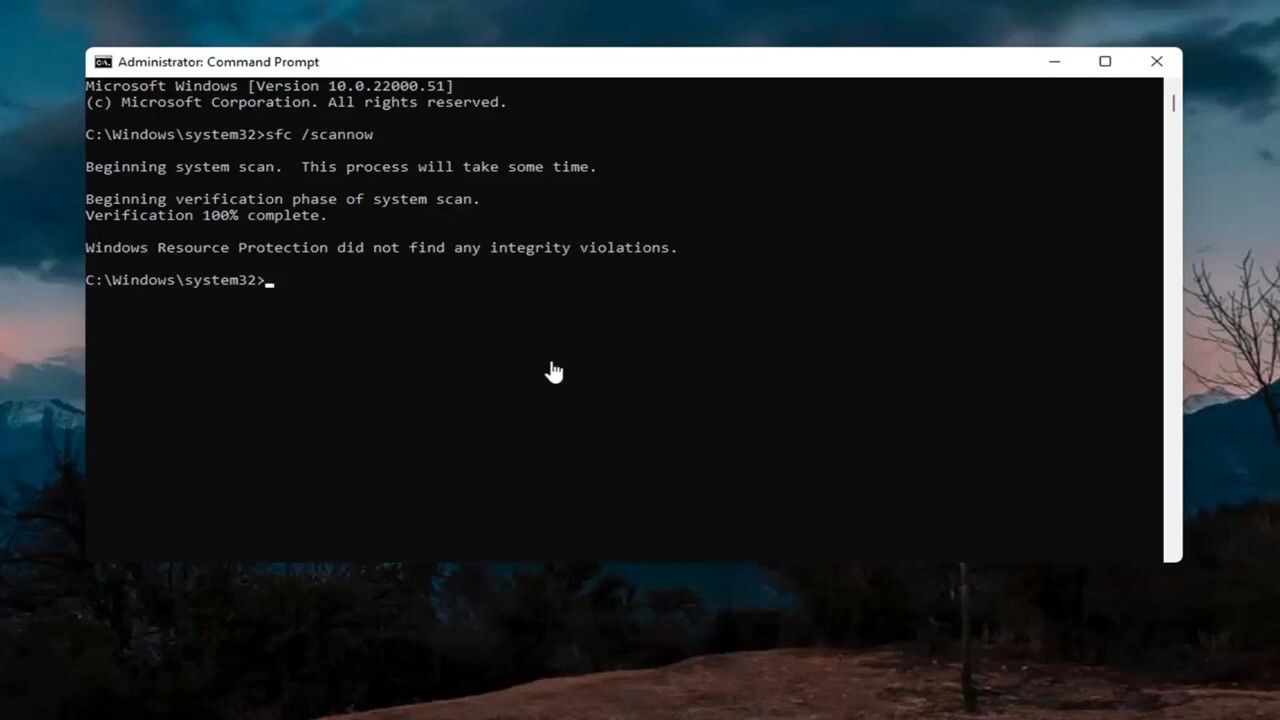 Administrator: Command Prompt
Microsoft Windows [Version 10.0.22000.51]
(c) Microsoft Corporation. All rights reserved.
C:\Windows\system32>sfc /scannow
Beginning system scan.  This process will take some time.
Beginning verification phase of system scan.
Verification 100% complete.
Windows Resource Protection did not find any integrity violations.
C:\Windows\system32>